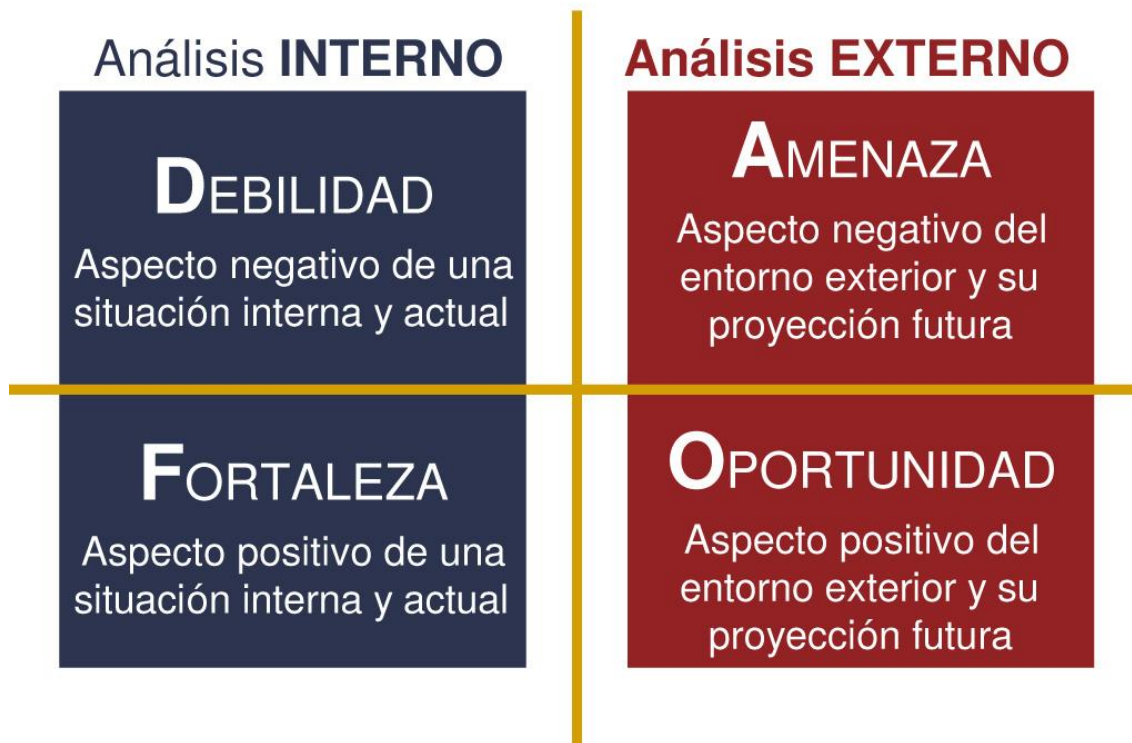 Análisis INTERNO
DEBILIDAD
Aspecto negativo de una
situación interna y actual
FORTALEZA
Aspecto positivo de una
situación interna y actual
Análisis EXTERNO
AMENAZA
Aspecto negativo del
entorno exterior y su
proyección futura
OPORTUNIDAD
Aspecto positivo del
entorno exterior y su
proyección futura